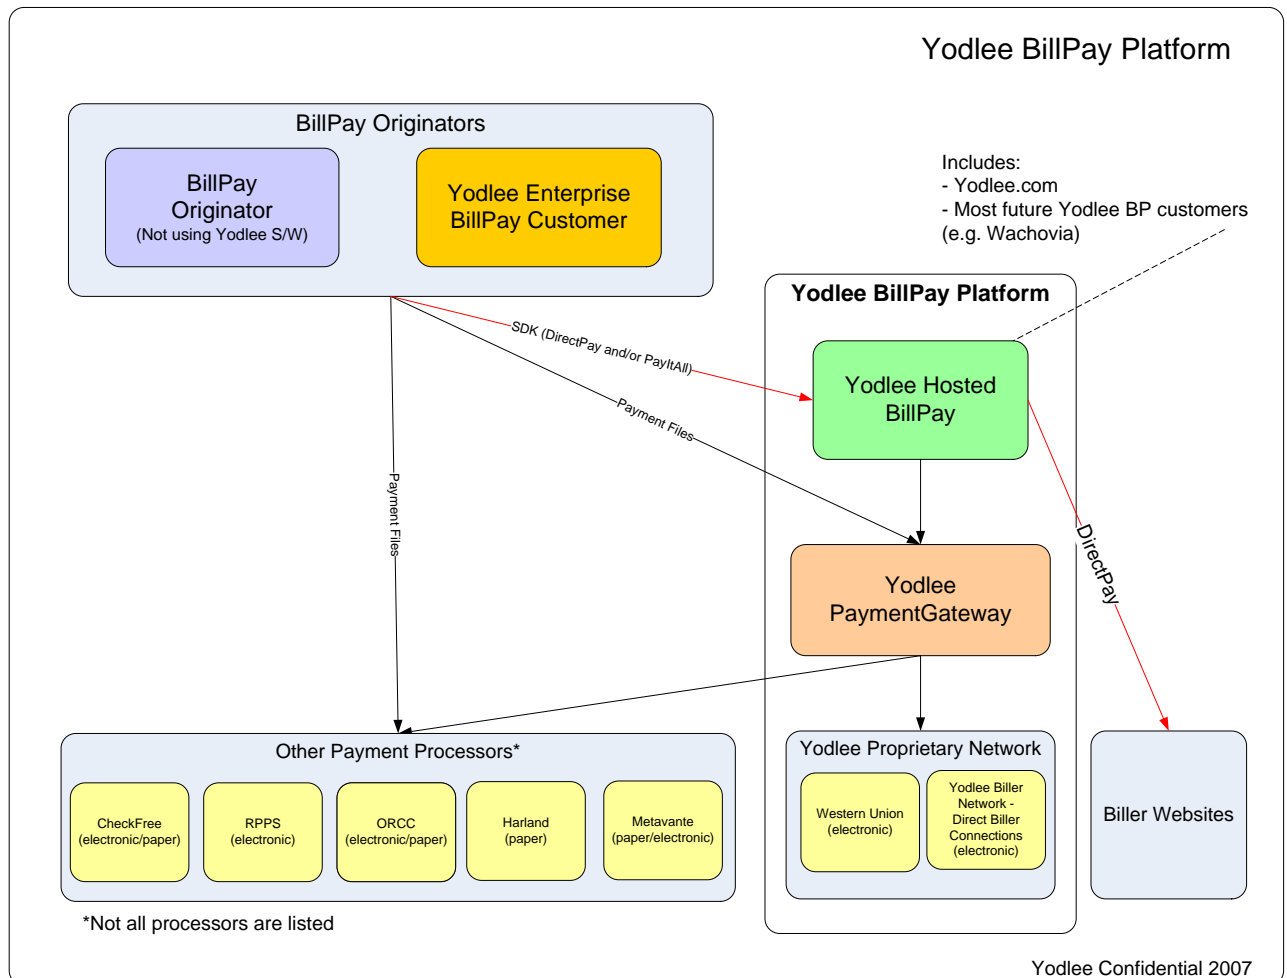 Yodlee BillPay Platform
BillPay Originators
BillPay
Originator
(Not using Yodlee S/W)
Yodlee Enterprise
BillPay Customer
Includes:
- Yodlee.com
- Most future Yodlee BP customers
(e.g. Wachovia)
Yodlee BillPay Platform
SDK (DirectPay and/or PayItAll)
Yodlee Hosted
BillPay
Payment Files
Payment Files
DirectPay
Yodlee
PaymentGateway
Other Payment Processors*
CheckFree
(electronic/paper)
RPPS
(electronic)
ORCC
(electronic/paper)
Harland
(paper)
Metavante
(paper/electronic)
Yodlee Proprietary Network
Western Union
(electronic)
Yodlee Biller
Network -
Direct Biller
Connections
(electronic)
Biller Websites
*Not all processors are listed
Yodlee Confidential 2007